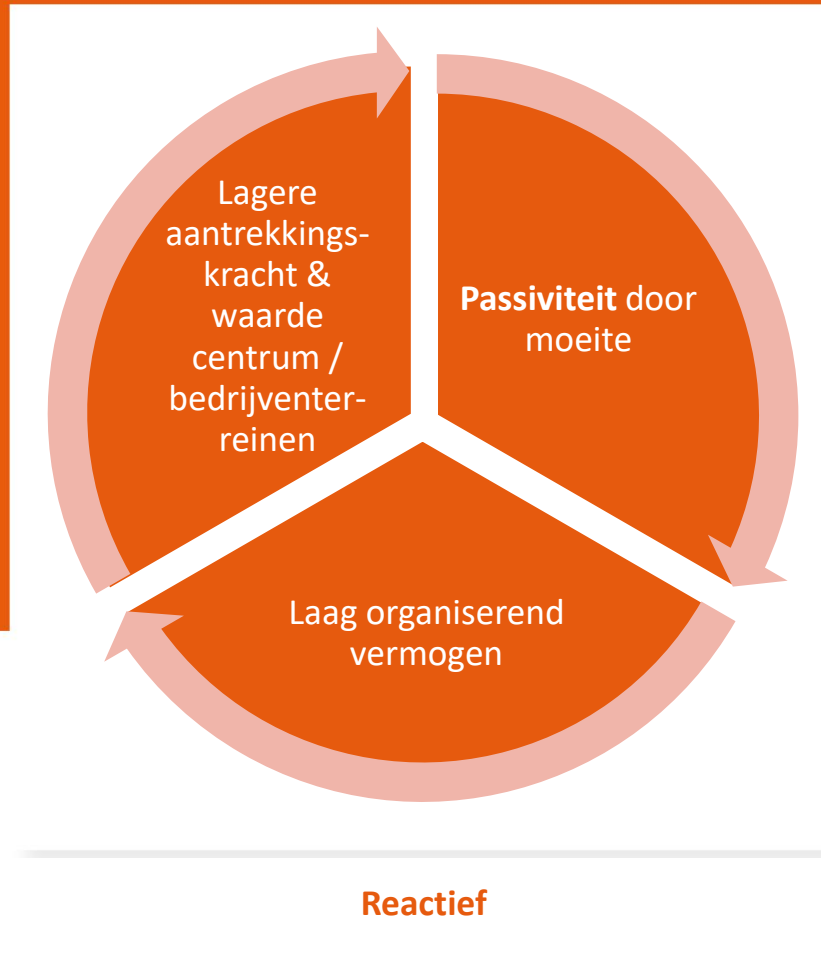 Lagere
aantrekkings-
kracht &
waarde
centrum /
bedrijventer-
reinen
Passiviteit door
moeite
Laag organiserend
vermogen
Reactief